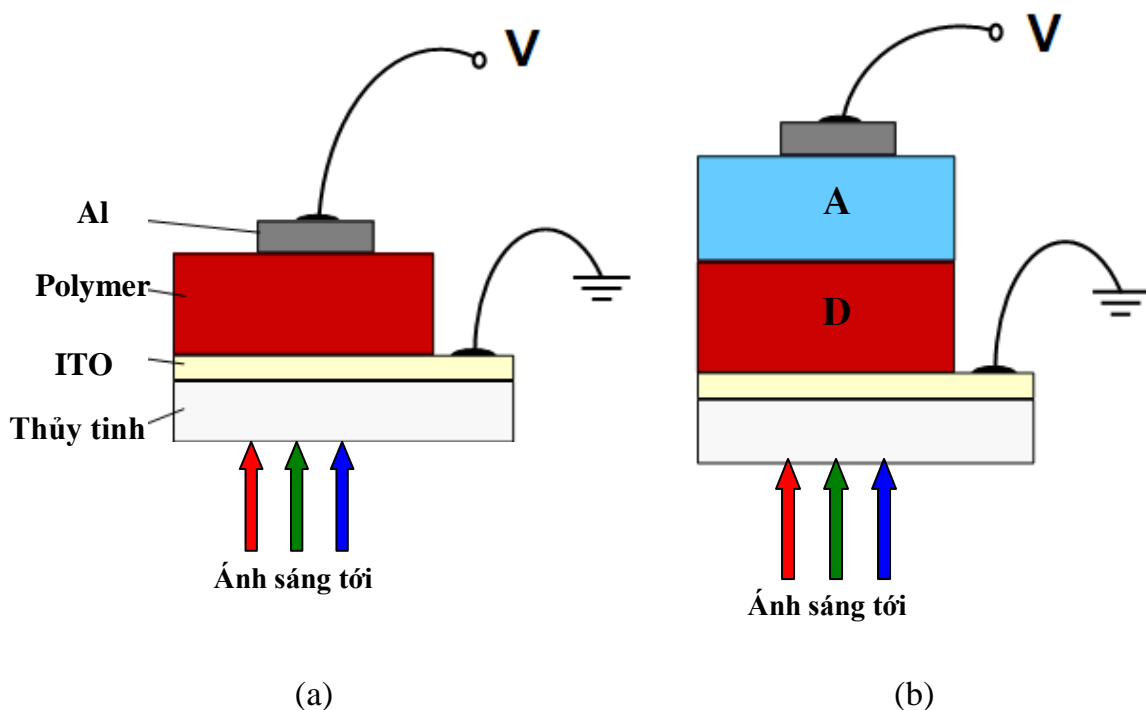 V
Al
Polymer
ITO
Thủy tinh
Ánh sáng tới
(a)
V
A
D
Ánh sáng tới
(b)